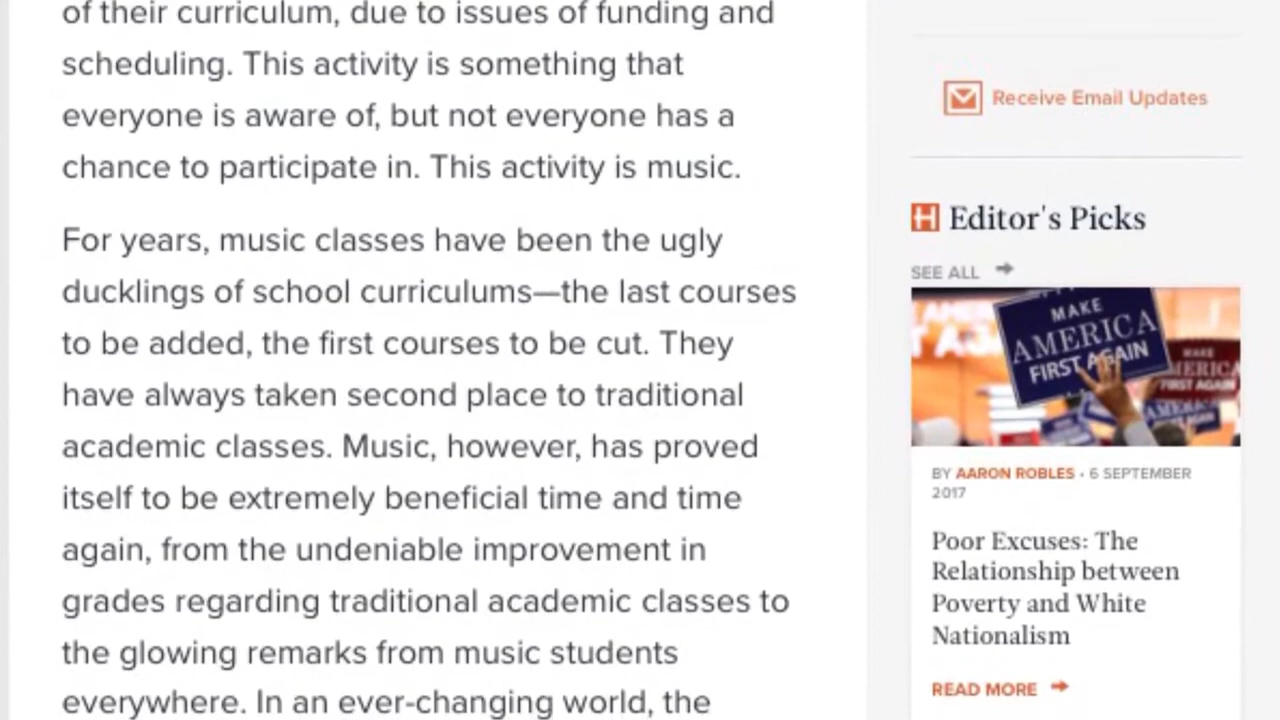 of their curriculum, due to issues of funding and
scheduling. This activity is something that
everyone is aware of, but not everyone has a
chance to participate in. This activity is music.
For years, music classes have been the ugly
ducklings of school curriculums—the last courses
to be added, the first courses to be cut. They
have always taken second place to traditional
academic classes. Music, however, has proved
itself to be extremely beneficial time and time
again, from the undeniable improvement in
grades regarding traditional academic classes to
the glowing remarks from music students
everywhere. In an ever-changing world, the
Receive Email Updates
H Editor's Picks
SEE ALL
MAKE
AMERICA
FIRST AGAIN
MAKE
MERICA
FIRST AGAIN
BY AARON ROBLES • 6 SEPTEMBER
2017
Poor Excuses: The
Relationship between
Poverty and White
Nationalism
READ MORE